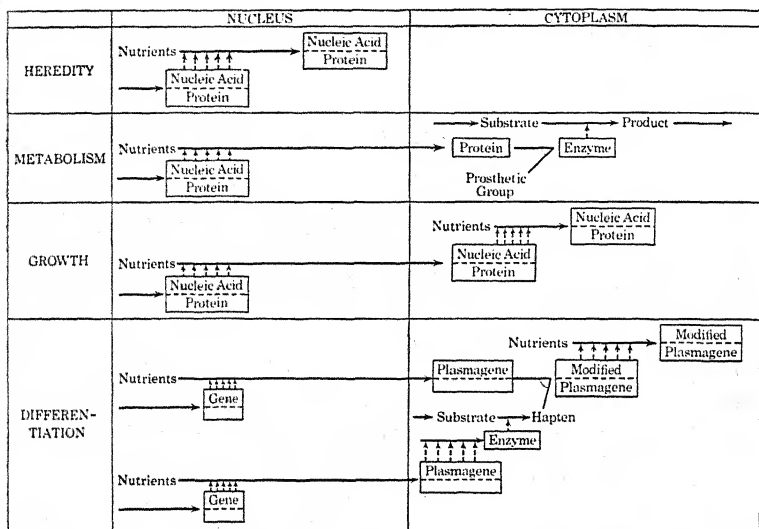 NUCLEUS
CYTOPLASM
HEREDITY
Nutrients
Nucleic Acid
Protein
Nucleic Acid
Protein
METABOLISM
Nutrients
Nucleic Acid
Protein
Substrate
Product
Protein
Enzyme
Prosthetic
Group
GROWTH
Nutrients
Nucleic Acid
Protein
Nutrients
Nucleic Acid
Protein
Nucleic Acid
Protein
DIFFEREN-
TIATION
Nutrients
Gene
Nutrients
Gene
Nutrients
Modified
Plasmagene
Plasmagene
Modified
Plasmagene
Substrate
Hapten
Enzyme
Plasmagene